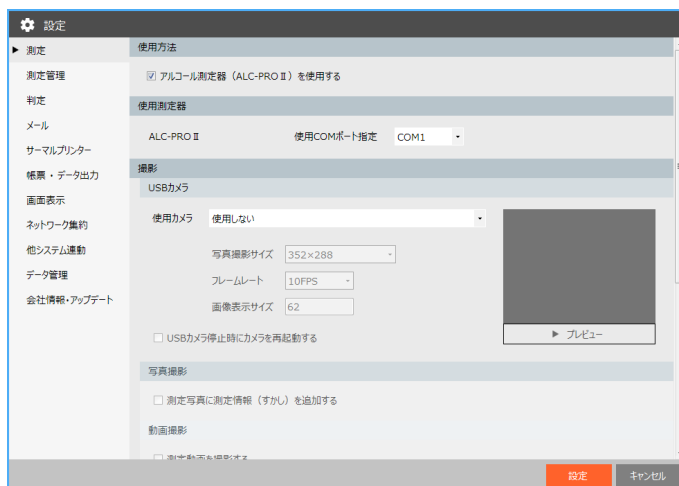 設定
測定
測定管理
判定
メール
サーマルプリンター
帳票・データ出力
画面表示
ネットワーク集約
他システム連動
データ管理
会社情報・アップデート
使用方法
アルコール測定器（ALC-PROⅡ）を使用する
使用測定器
ALC-PROⅡ 使用COMポート指定 COM1
撮影
USBカメラ
使用カメラ 使用しない
写真撮影サイズ 352×288
フレームレート 10FPS
画像表示サイズ 62
USBカメラ停止時にカメラを再起動する
▶ プレビュー
写真撮影
測定写真に測定情報（すかし）を追加する
動画撮影
測定動画を撮影する
設定 キャンセル